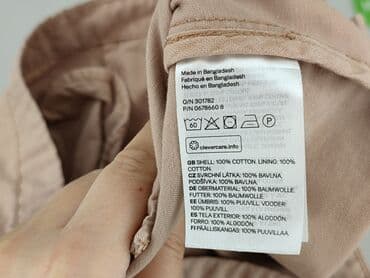 Made in Bangladesh
Fabriqué en Bangladesh
Hecho en Bangladesh
O/N 301782
P/N 0678660 8
60
P
clevercare.info
GB SHELL: 100% COTTON. LINING: 100%
COTTON.
CZ SVRCHNÍ LÁTKA: 100% BAVLNA.
PODŠÍVKA: 100% BAVLNA.
DE OBERMATERIAL: 100% BAUMWOLLE.
FUTTER: 100% BAUMWOLLE.
EE ÜMBRIS: 100% PUUVILL. VOODER:
100% PUUVILL.
ES TELA EXTERIOR: 100% ALGODÓN.
FORRO: 100% ALGODÓN.
FI PÄÄLLISKANGAS: 100% PUUVILLAA.